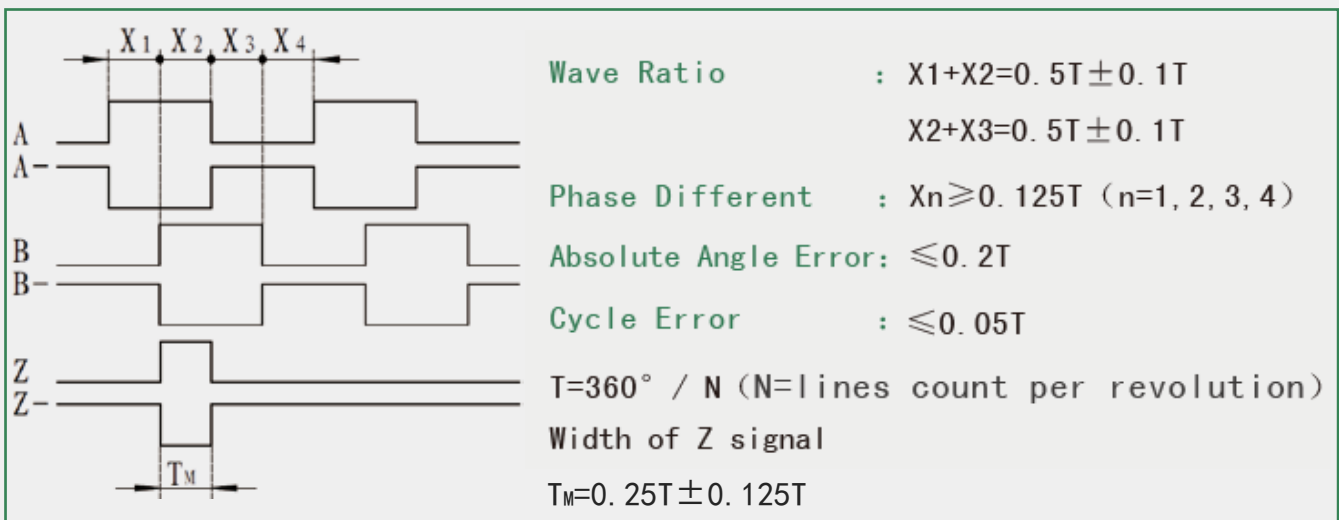 X1 X2 X3 X4
A
A-
B
B-
Z
Z-
TM
Wave Ratio : X1+X2=0.5T±0.1T
X2+X3=0.5T±0.1T
Phase Different : Xn≥0.125T (n=1,2,3,4)
Absolute Angle Error: ≤0.2T
Cycle Error : ≤0.05T
T=360° / N (N=lines count per revolution)
Width of Z signal
TM=0.25T±0.125T